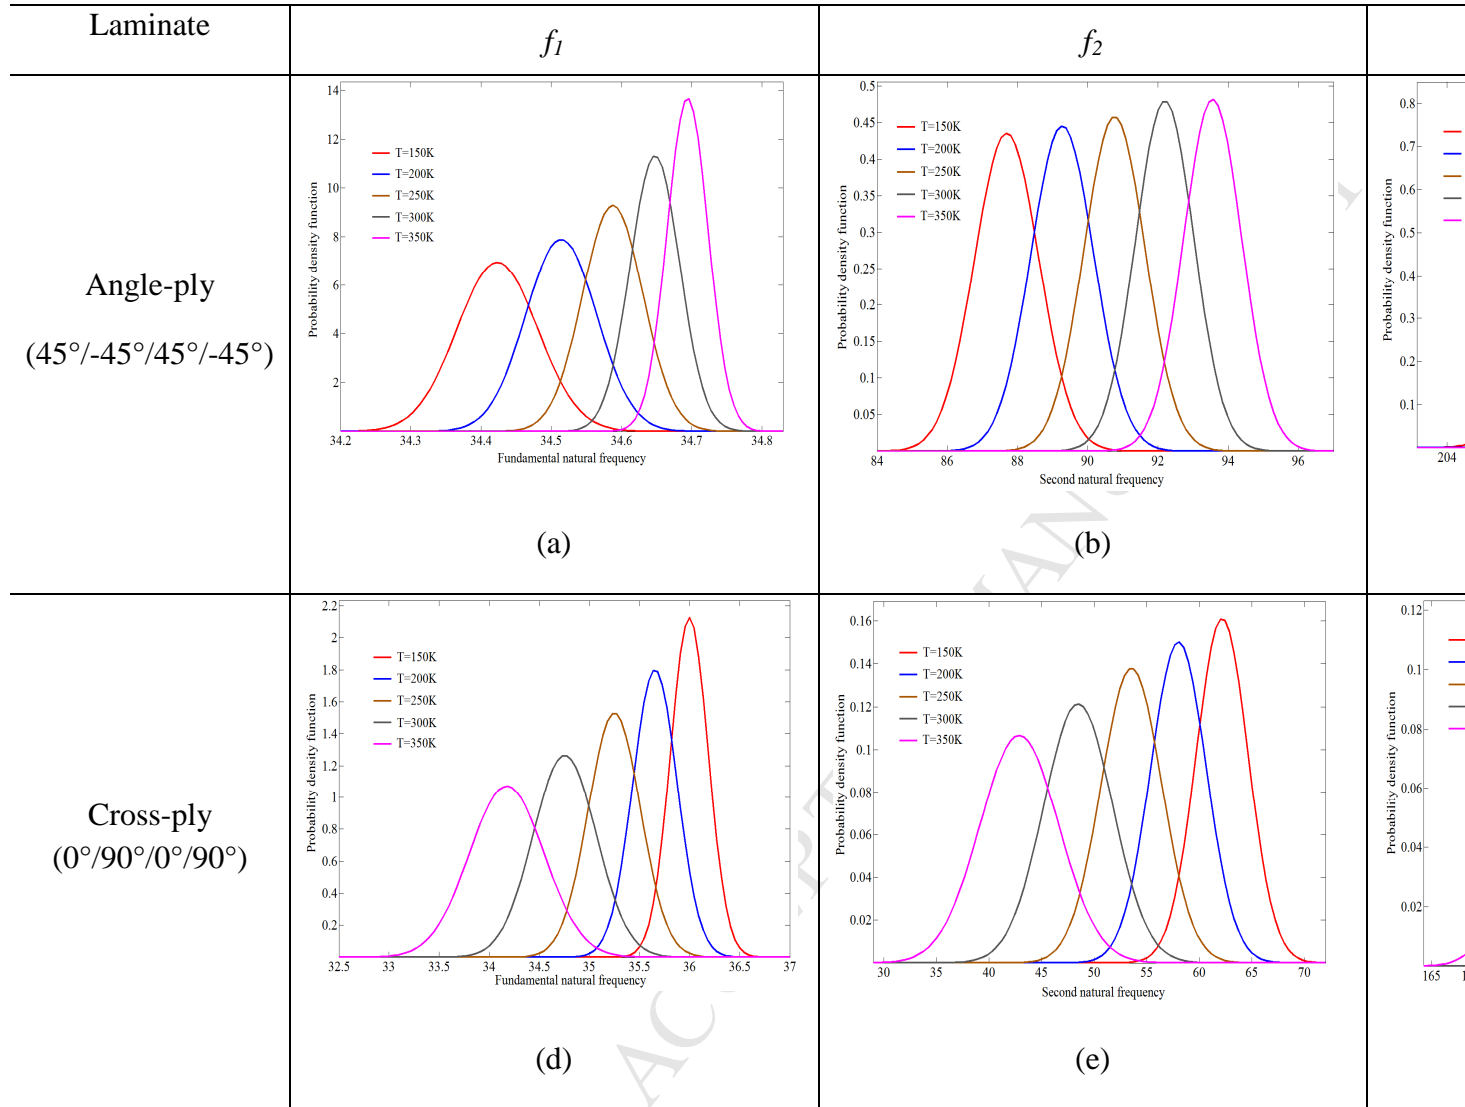 Laminate
f1
f2
Angle-ply
(45°/-45°/45°/-45°)
14
12
10
8
6
4
2
Probability density function
T=150K
T=200K
T=250K
T=300K
T=350K
34.2 34.3 34.4 34.5 34.6 34.7 34.8
Fundamental natural frequency
(a)
0.5
0.45
0.4
0.35
0.3
0.25
0.2
0.15
0.1
0.05
Probability density function
T=150K
T=200K
T=250K
T=300K
T=350K
84 86 88 90 92 94 96
Second natural frequency
(b)
0.8
0.7
0.6
0.5
0.4
0.3
0.2
0.1
Probability density function
204
Cross-ply
(0°/90°/0°/90°)
2.2
2
1.8
1.6
1.4
1.2
1
0.8
0.6
0.4
0.2
Probability density function
T=150K
T=200K
T=250K
T=300K
T=350K
32.5 33 33.5 34 34.5 35 35.5 36 36.5 37
Fundamental natural frequency
(d)
0.16
0.14
0.12
0.1
0.08
0.06
0.04
0.02
Probability density function
T=150K
T=200K
T=250K
T=300K
T=350K
30 35 40 45 50 55 60 65 70
Second natural frequency
(e)
0.12
0.1
0.08
0.06
0.04
0.02
Probability density function
165